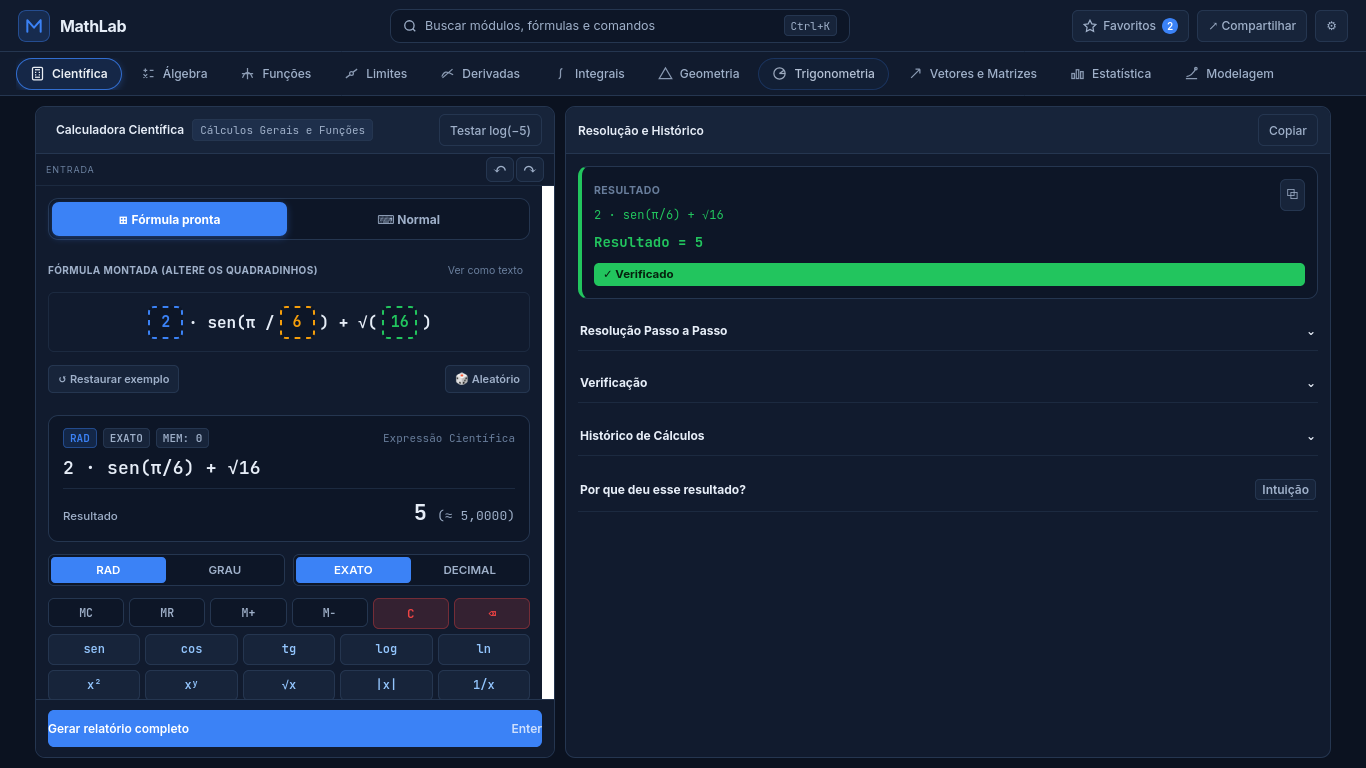 MathLab
Buscar módulos, fórmulas e comandos
Ctrl+K
Favoritos 2
Compartilhar
Científica
Álgebra
Funções
Limites
Derivadas
∫ Integrais
Geometria
Trigonometria
Vetores e Matrizes
Estatística
Modelagem
Calculadora Científica
Cálculos Gerais e Funções
Testar log(−5)
ENTRADA
Fórmula pronta
Normal
FÓRMULA MONTADA (ALTERE OS QUADRADINHOS)
Ver como texto
2 · sen(π / 6 ) + √( 16 )
↺ Restaurar exemplo
🎲 Aleatório
RAD
EXATO
MEM: 0
Expressão Científica
2 · sen(π/6) + √16
Resultado
5 (≈ 5,0000)
RAD
GRAU
EXATO
DECIMAL
MC
MR
M+
M-
C
⌫
sen
cos
tg
log
ln
x²
xʸ
√x
|x|
1/x
Gerar relatório completo
Enter
Resolução e Histórico
Copiar
RESULTADO
2 · sen(π/6) + √16
Resultado = 5
✓ Verificado
Resolução Passo a Passo
Verificação
Histórico de Cálculos
Por que deu esse resultado?
Intuição